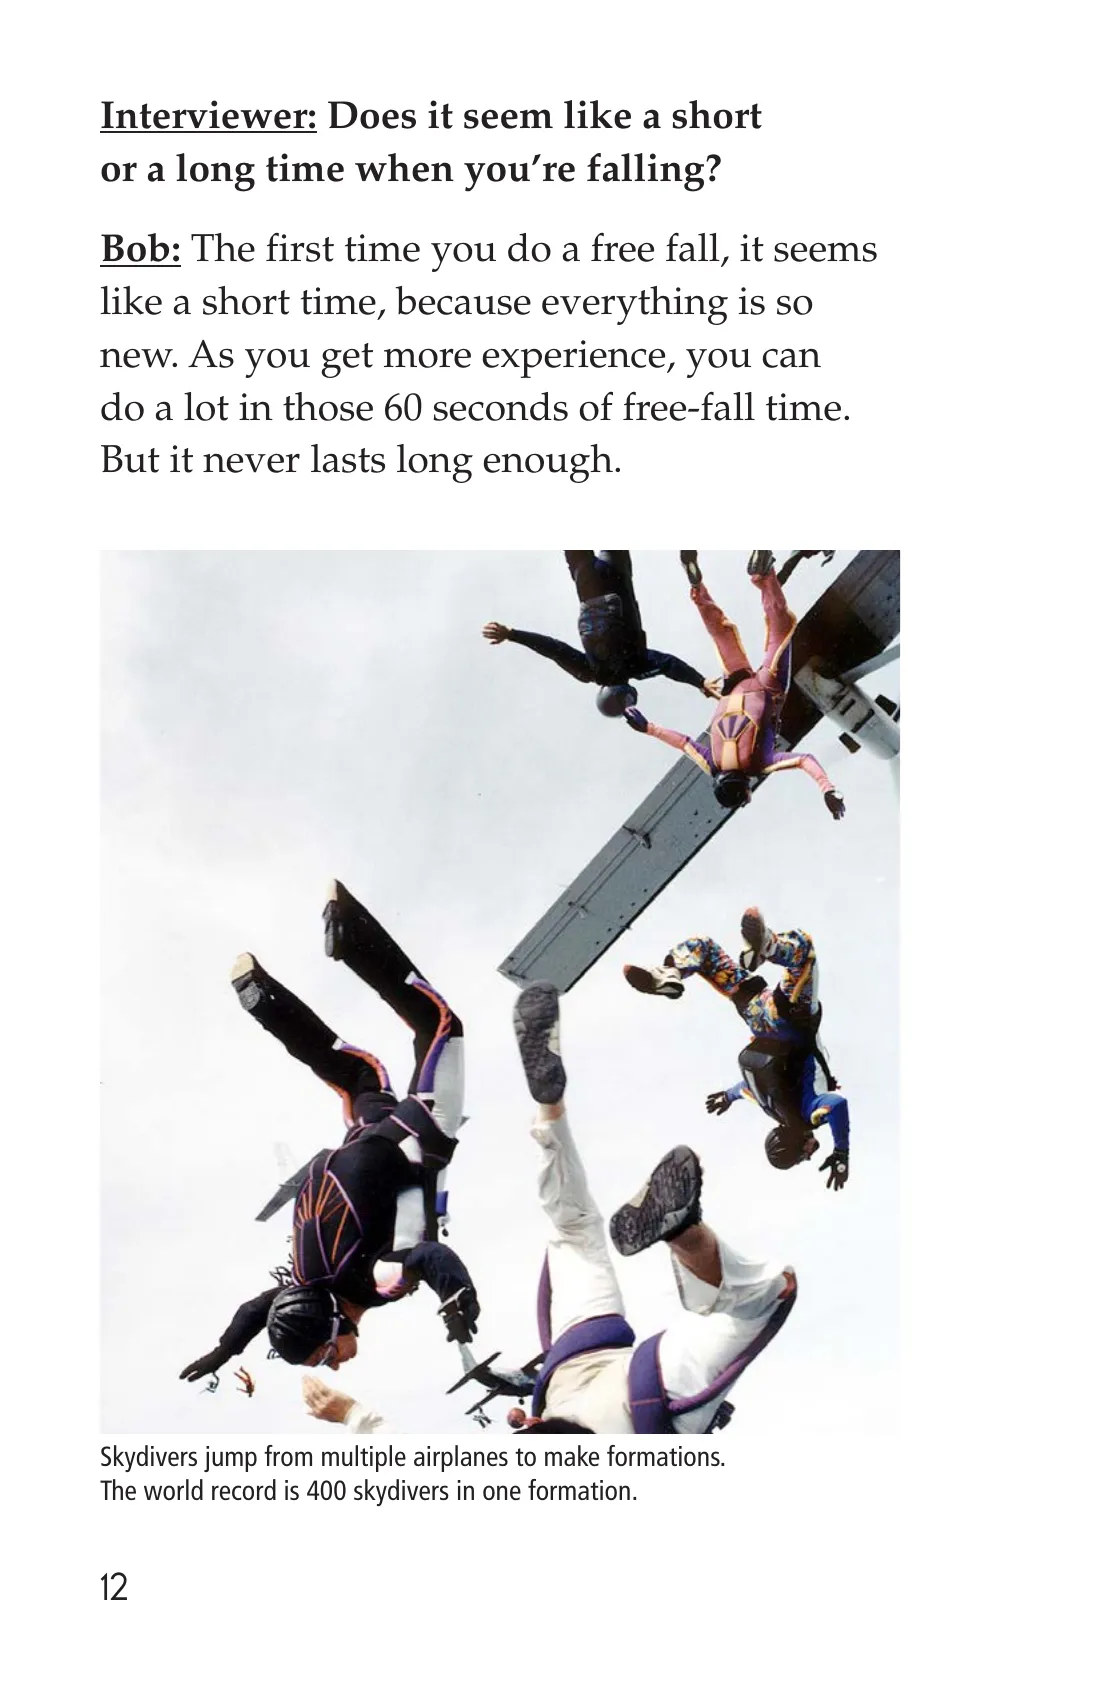 Interviewer: Does it seem like a short
or a long time when you’re falling?
Bob: The first time you do a free fall, it seems
like a short time, because everything is so
new. As you get more experience, you can
do a lot in those 60 seconds of free-fall time.
But it never lasts long enough.
Skydivers jump from multiple airplanes to make formations.
The world record is 400 skydivers in one formation.
12